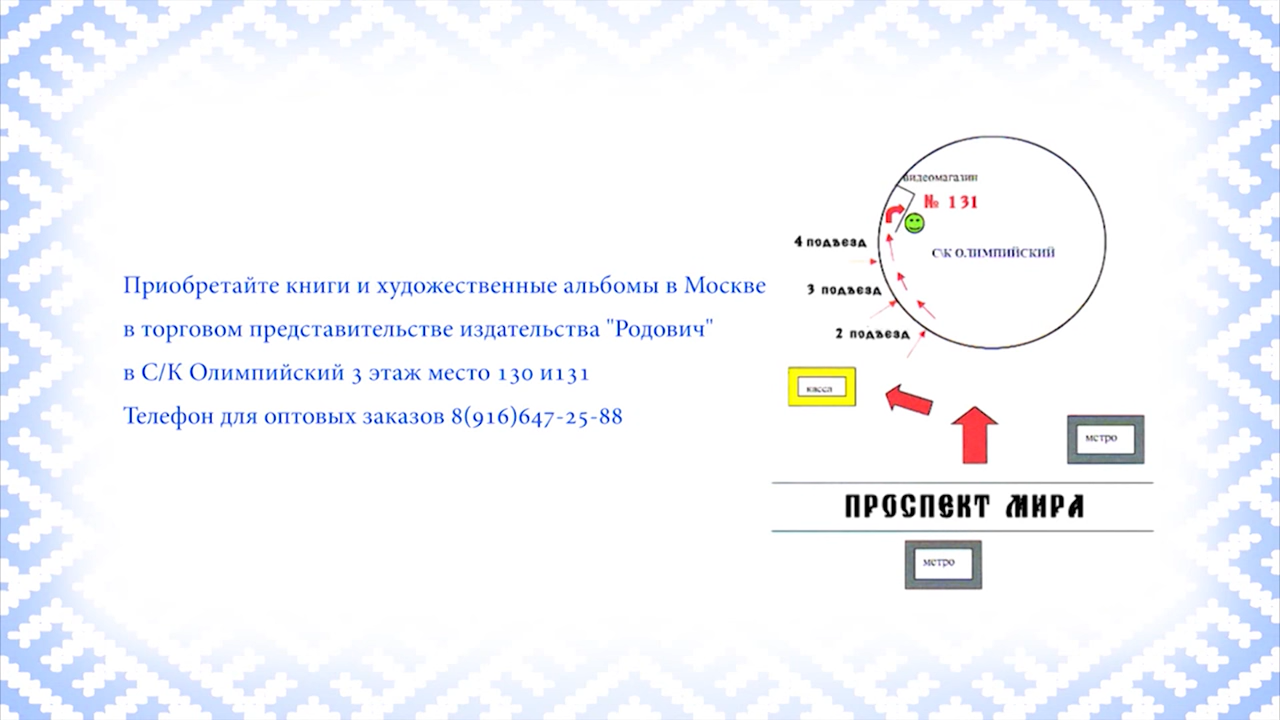 Приобретайте книги и художественные альбомы в Москве
в торговом представительстве издательства "Родович"
в С/К Олимпийский 3 этаж место 130 и131
Телефон для оптовых заказов 8(916)647-25-88
видеомагазин
№ 131
4 подъезд
С\К ОЛИМПИЙСКИЙ
3 подъезд
2 подъезд
касса
метро
ПРОСПЕКТ МИРА
метро